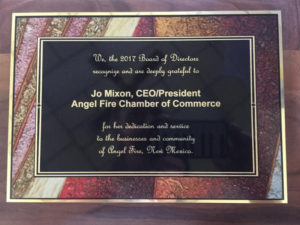 We, the 2017 Board of Directors
recognize and are deeply grateful to
Jo Mixon, CEO/President
Angel Fire Chamber of Commerce
for her dedication and service
to the businesses and community
of Angel Fire, New Mexico.